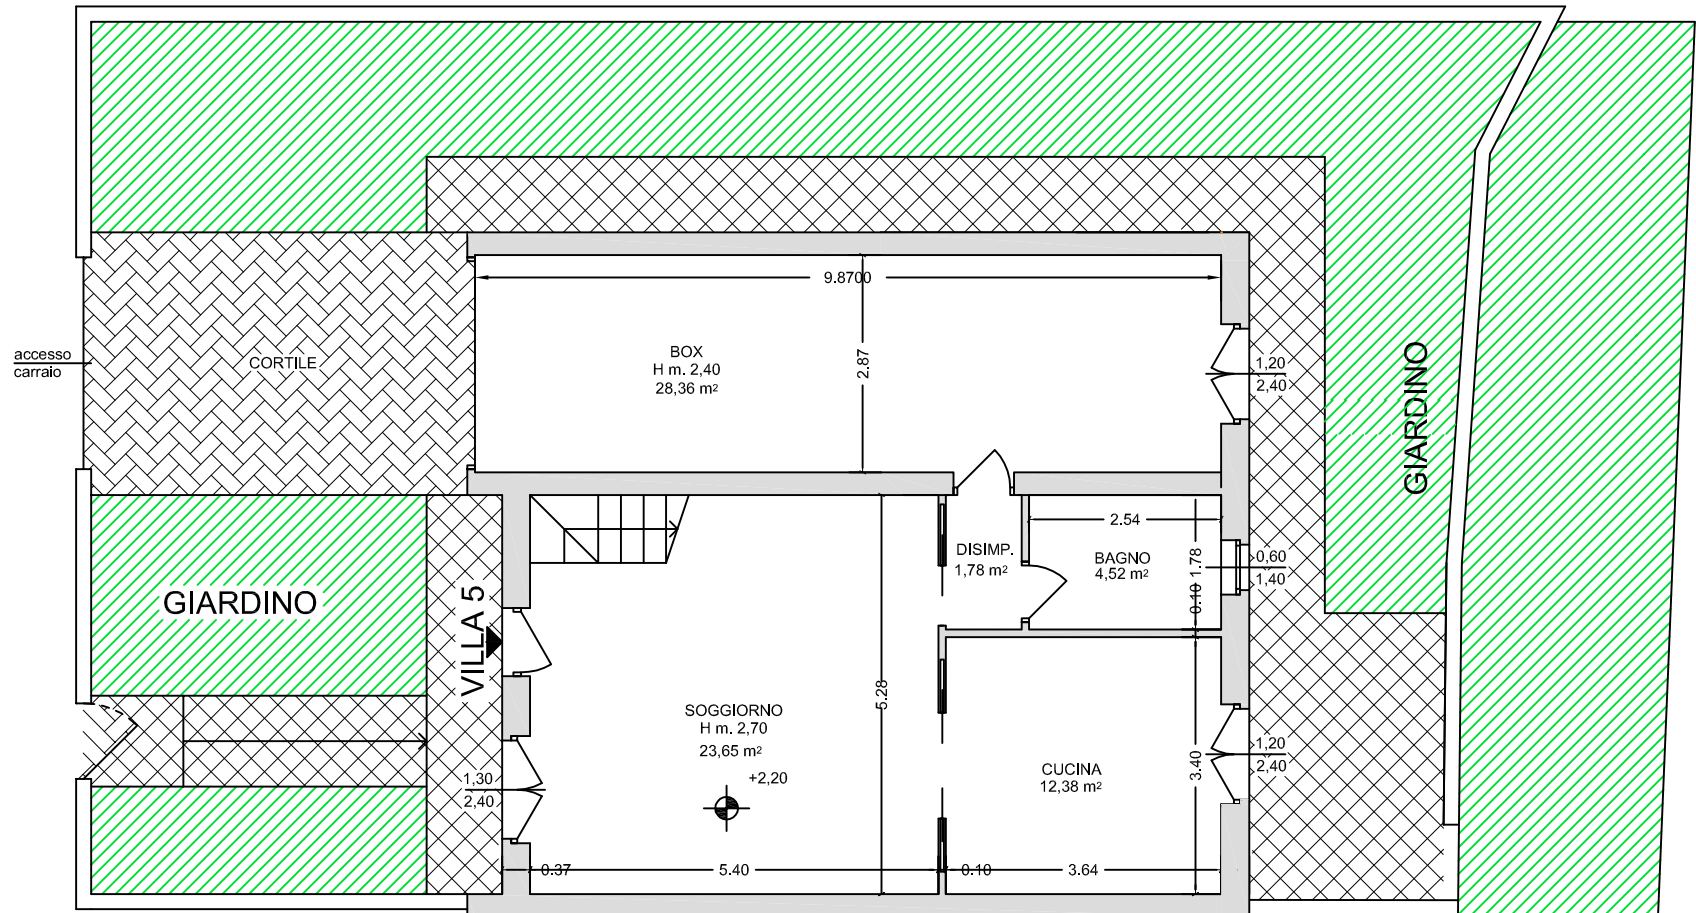 9.8700
accesso
carraio
CORTILE
BOX
H m. 2,40
28,36 m²
2.87
1,20
2,40
GIARDINO
2.54
DISIMP.
1,78 m²
BAGNO
4,52 m²
1.78
0.10
0,60
1,40
GIARDINO
VILLA 5
SOGGIORNO
H m. 2,70
23,65 m²
+2,20
5.28
CUCINA
12,38 m²
3.40
1,20
2,40
1,30
2,40
0.37
5.40
0.10
3.64